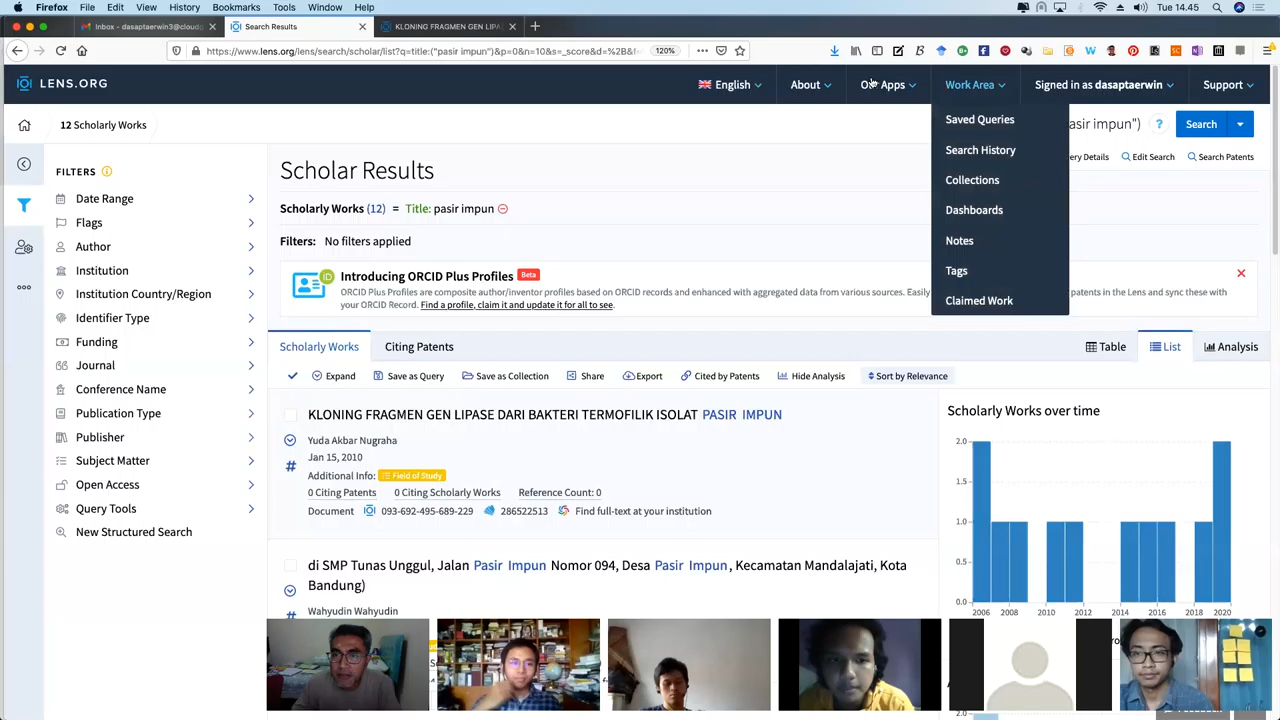 Firefox File Edit View History Bookmarks Tools Window Help
Tue 14.45
Inbox - dasaptaerwin3@cloud
Search Results
KLONING FRAGMEN GEN LIPASE
https://www.lens.org/lens/search/scholar/list?q=title:("pasir impun")&p=0&n=10&s=_score&d=%2B&f=
120%
LENS.ORG
English
About
Our Apps
Work Area
Signed in as dasaptaerwin
Support
12 Scholarly Works
asir impun")
Search
Saved Queries
Search History
Collections
Dashboards
Notes
Tags
Claimed Work
ery Details
Edit Search
Search Patents
FILTERS
Date Range
Flags
Author
Institution
Institution Country/Region
Identifier Type
Funding
Journal
Conference Name
Publication Type
Publisher
Subject Matter
Open Access
Query Tools
New Structured Search
Scholar Results
Scholarly Works (12) = Title: pasir impun
Filters: No filters applied
Introducing ORCID Plus Profiles Beta
ORCID Plus Profiles are composite author/inventor profiles based on ORCID records and enhanced with aggregated data from various sources. Easily
patents in the Lens and sync these with
your ORCID Record. Find a profile, claim it and update it for all to see.
Scholarly Works
Citing Patents
Table
List
Analysis
Expand
Save as Query
Save as Collection
Share
Export
Cited by Patents
Hide Analysis
Sort by Relevance
KLONING FRAGMEN GEN LIPASE DARI BAKTERI TERMOFILIK ISOLAT PASIR IMPUN
Yuda Akbar Nugraha
Jan 15, 2010
Additional Info: Field of Study
0 Citing Patents 0 Citing Scholarly Works Reference Count: 0
Document 093-692-495-689-229 286522513 Find full-text at your institution
di SMP Tunas Unggul, Jalan Pasir Impun Nomor 094, Desa Pasir Impun, Kecamatan Mandalajati, Kota
Bandung)
Wahyudin Wahyudin
Scholarly Works over time
2.0
1.5
1.0
0.5
0.0
2006 2008 2010 2012 2014 2016 2018 2020
2.0